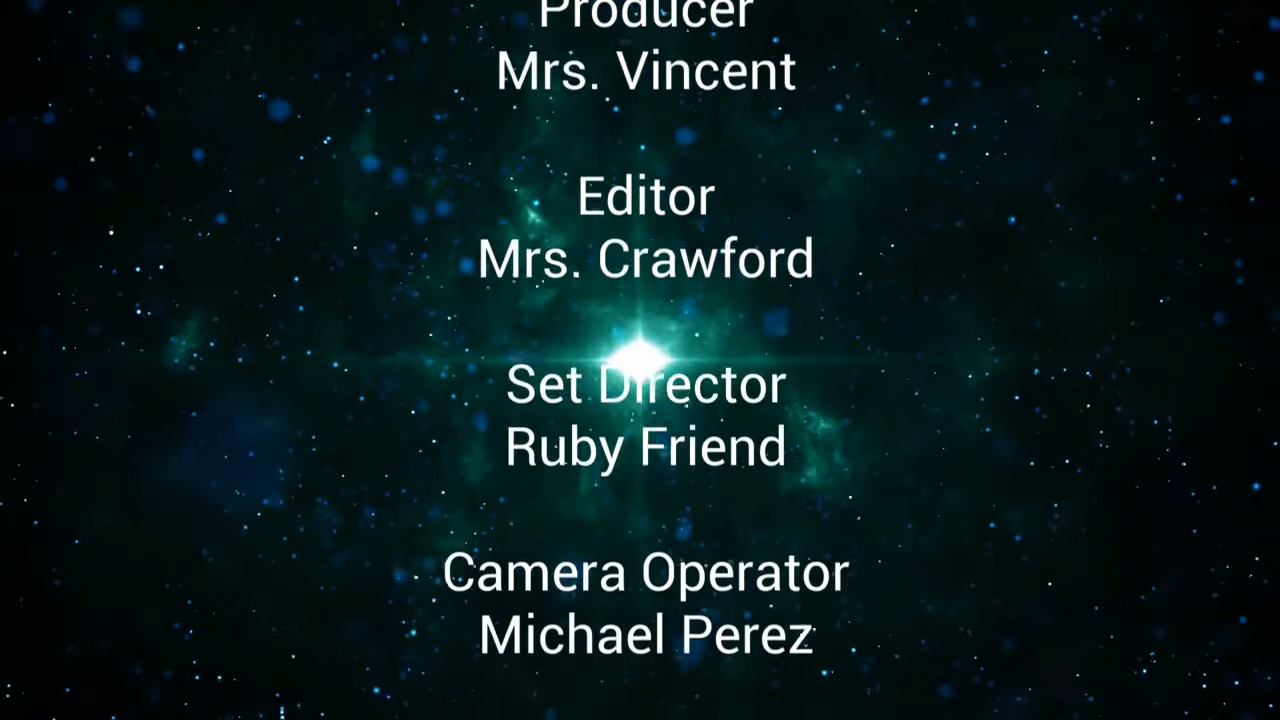 Producer
Mrs. Vincent
Editor
Mrs. Crawford
Set Director
Ruby Friend
Camera Operator
Michael Perez